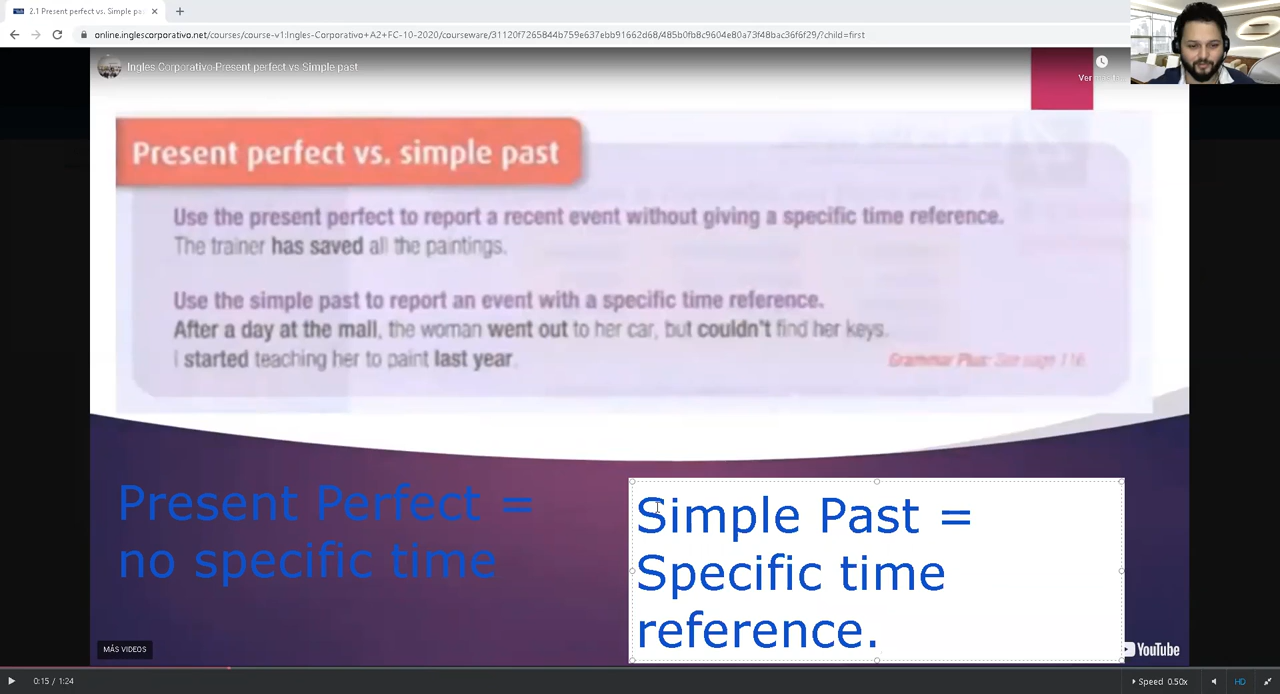 2.1 Present perfect vs. Simple pa
online.inglescorporativo.net/courses/course-v1:Ingles-Corporativo+A2+FC-10-2020/courseware/31120f7265844b759e637ebb91662d68/485b0fb8c9604e80a73f48bac36f6f29/?child=first
Ingles Corporativo-Present perfect vs Simple past
Present perfect vs. simple past
Use the present perfect to report a recent event without giving a specific time reference.
The trainer has saved all the paintings.
Use the simple past to report an event with a specific time reference.
After a day at the mall, the woman went out to her car, but couldn't find her keys.
I started teaching her to paint last year.
Grammar Plus: See page 116.
Present Perfect =
no specific time
Simple Past =
Specific time
reference.
MÁS VIDEOS
YouTube
0:15 / 1:24
Speed 0.50x
HD